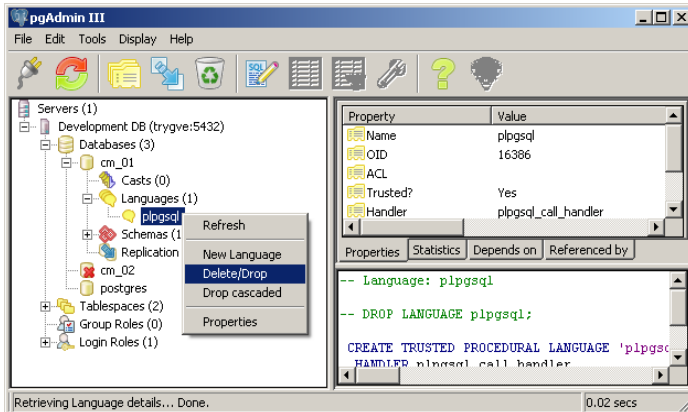 pgAdmin III
File Edit Tools Display Help
SQL
Servers (1)
Development DB (trygve:5432)
Databases (3)
cm_01
Casts (0)
Languages (1)
plpgsql
Schemas (1
Replication
cm_02
postgres
Tablespaces (2)
Group Roles (0)
Login Roles (1)
Refresh
New Language
Delete/Drop
Drop cascaded
Properties
Property Value
Name plpgsql
OID 16386
ACL
Trusted? Yes
Handler plpgsql_call_handler
Properties Statistics Depends on Referenced by
-- Language: plpgsql
-- DROP LANGUAGE plpgsql;
CREATE TRUSTED PROCEDURAL LANGUAGE 'plpgsq
HANDLER plpgsql_call_handler
Retrieving Language details... Done. 0.02 secs